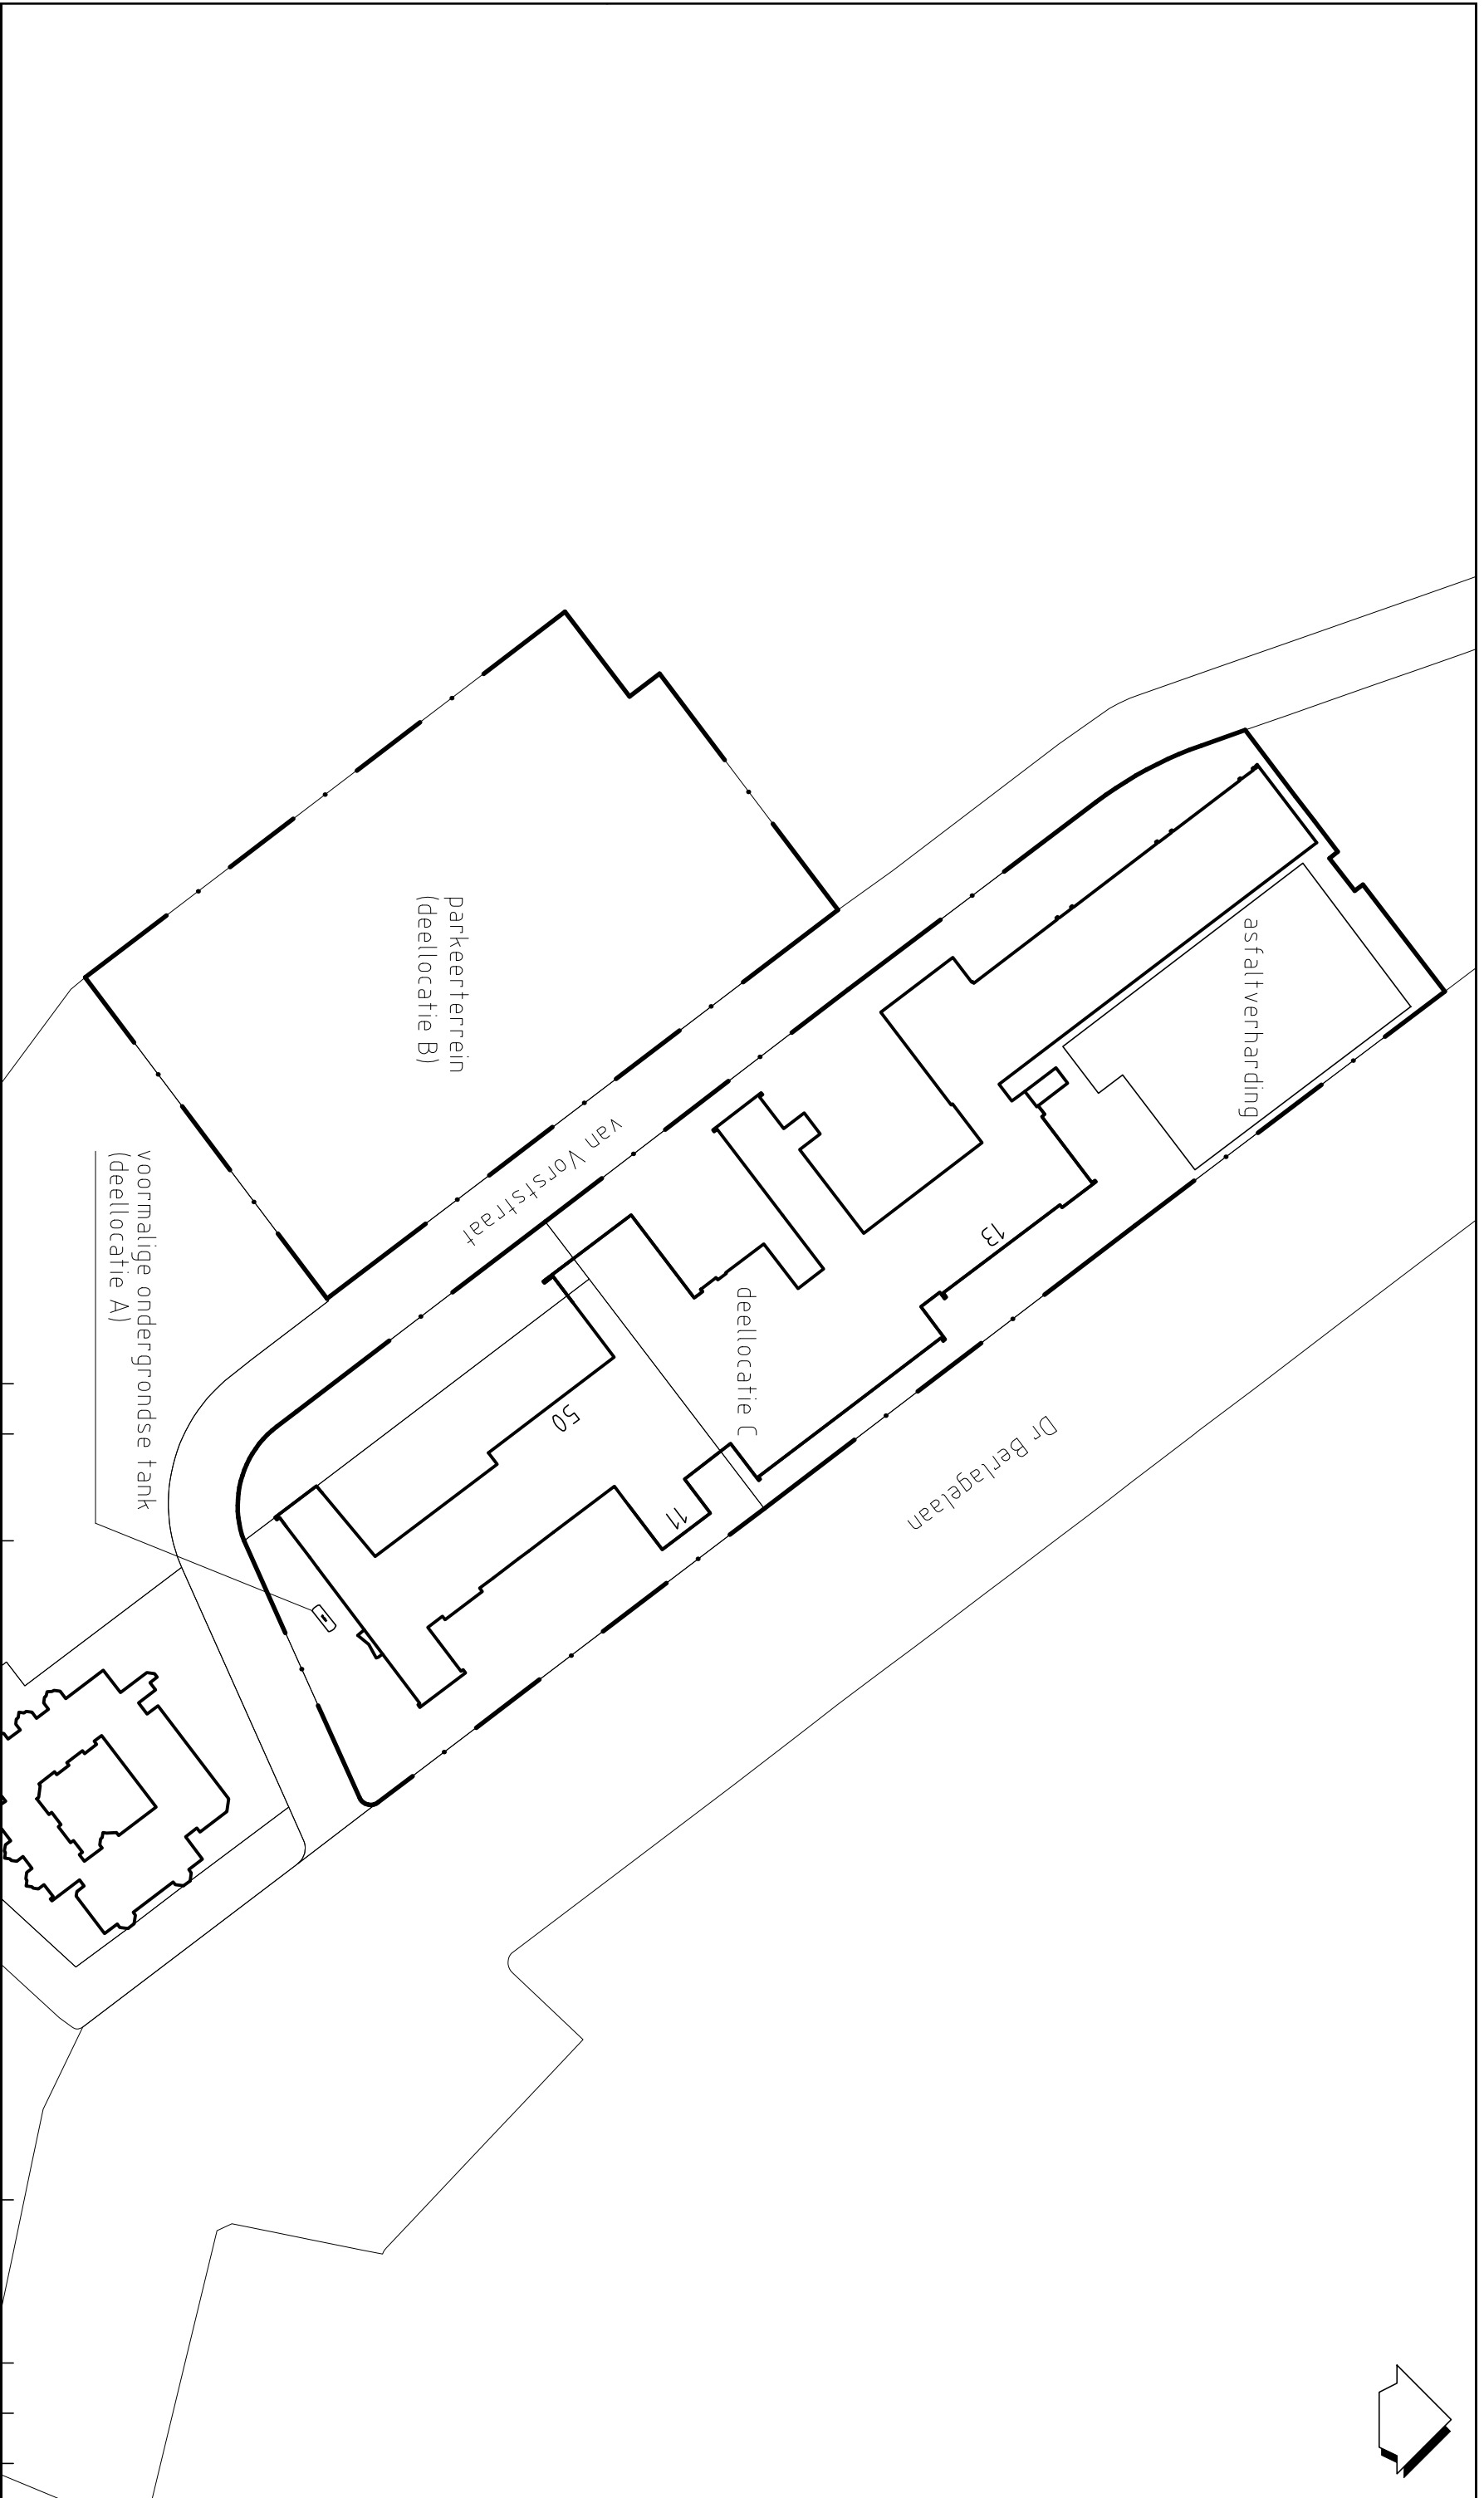 asfaltverharding
deellocatie C
parkeerterrein
(deellocatie B)
voormalige ondergrondse tank
(deellocatie A)
van Vorststraat
Dr Berlagelaan
13
50
11